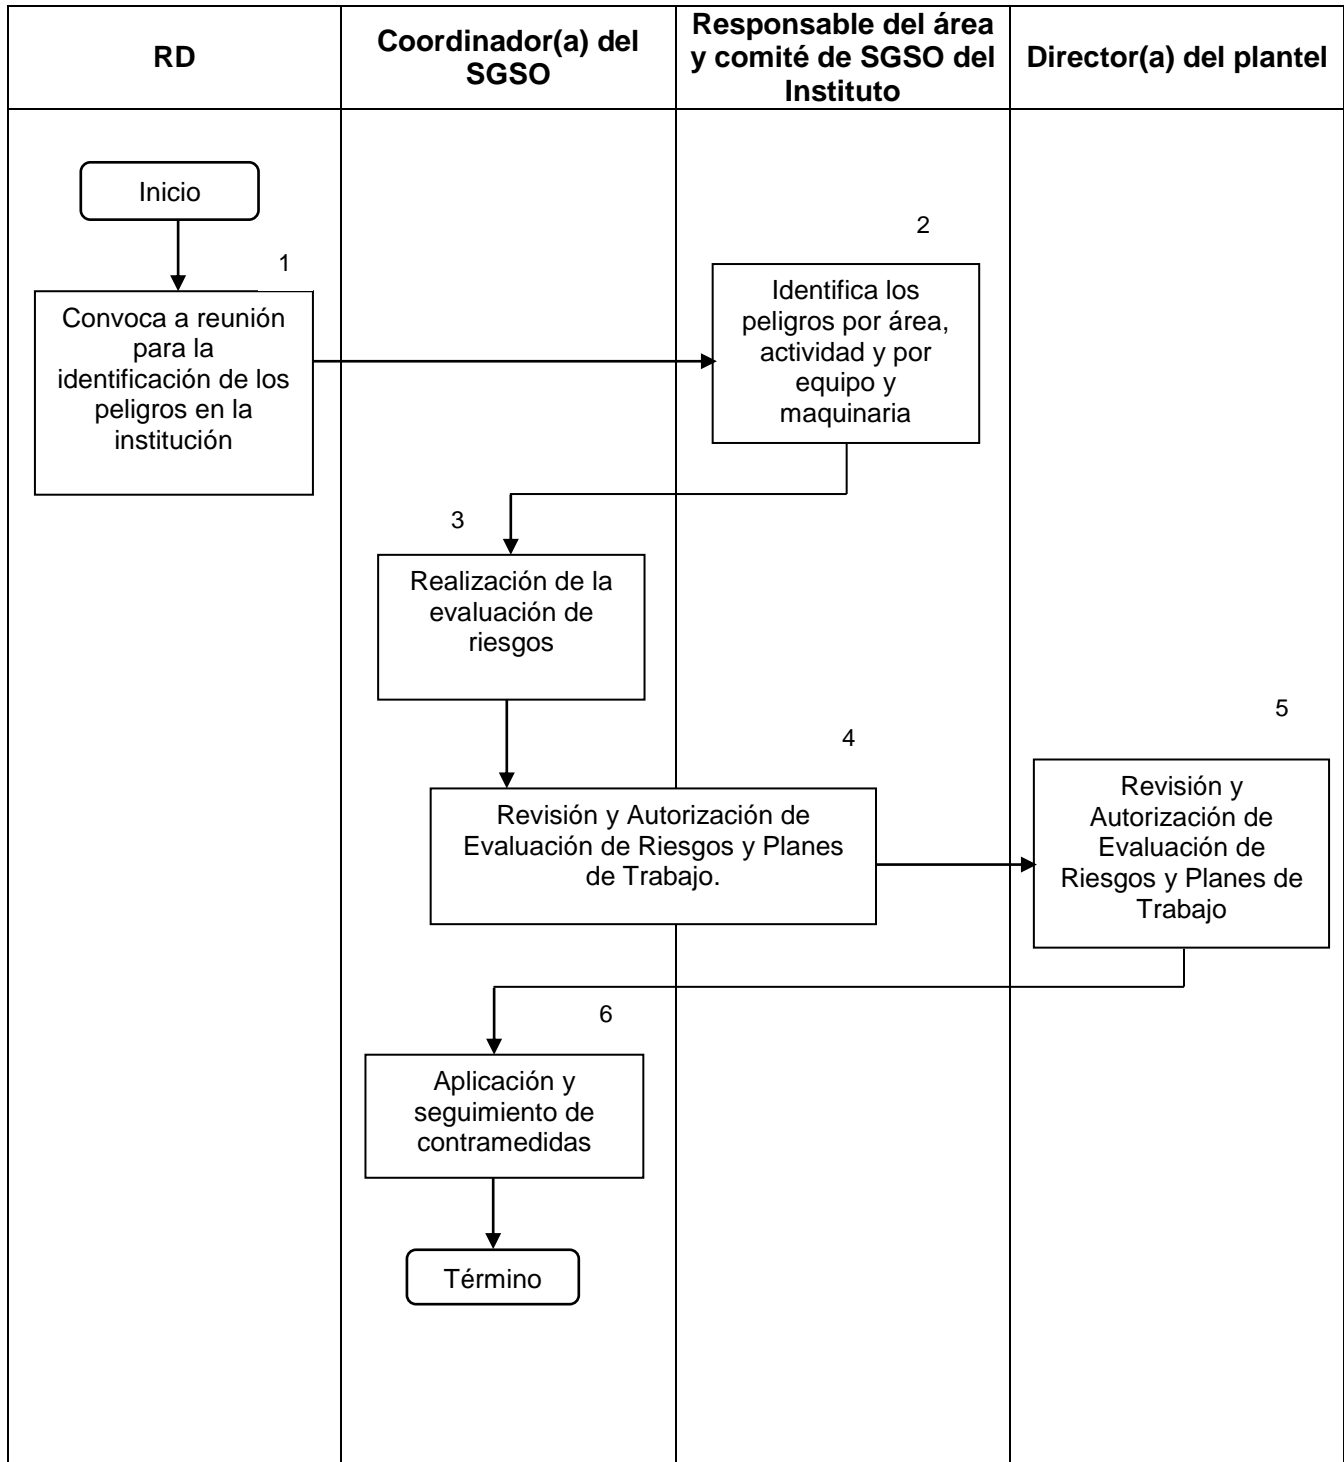 RD
Coordinador(a) del
SGSO
Responsable del área
y comité de SGSO del
Instituto
Director(a) del plantel
Inicio
1
Convoca a reunión
para la
identificación de los
peligros en la
institución
2
Identifica los
peligros por área,
actividad y por
equipo y
maquinaria
3
Realización de la
evaluación de
riesgos
4
Revisión y Autorización de
Evaluación de Riesgos y Planes
de Trabajo.
5
Revisión y
Autorización de
Evaluación de
Riesgos y Planes de
Trabajo
6
Aplicación y
seguimiento de
contramedidas
Término